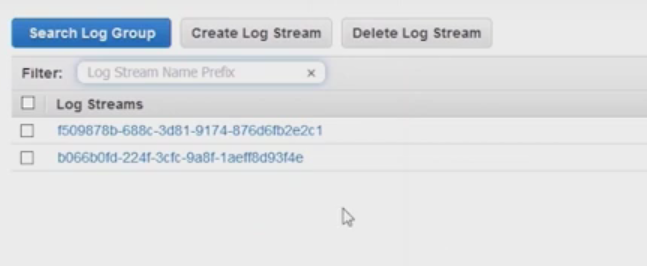 Search Log Group Create Log Stream Delete Log Stream
Filter: Log Stream Name Prefix ×
Log Streams
f509878b-688c-3d81-9174-876d6fb2e2c1
b066b0fd-224f-3cfc-9a8f-1aeff8d93f4e